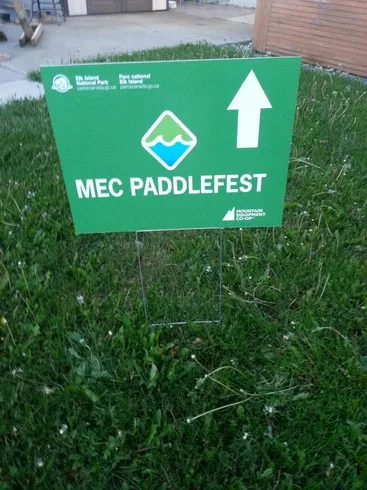 Elk Island
National Park
parkscanada.gc.ca
Parc national
Elk Island
parcscanada.gc.ca
MEC PADDLEFEST
MOUNTAIN
EQUIPMENT
CO-OP